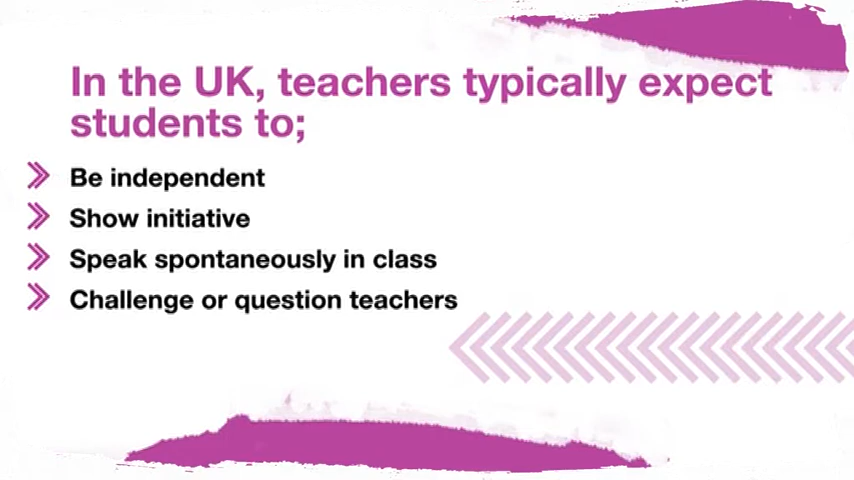 In the UK, teachers typically expect
students to;
Be independent
Show initiative
Speak spontaneously in class
Challenge or question teachers